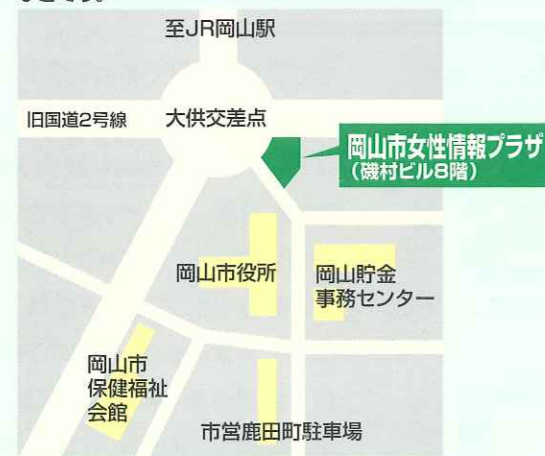 至JR岡山駅
旧国道2号線
大供交差点
岡山市女性情報プラザ
(磯村ビル8階)
岡山市役所
岡山貯金
事務センター
岡山市
保健福祉
会館
市営鹿田町駐車場